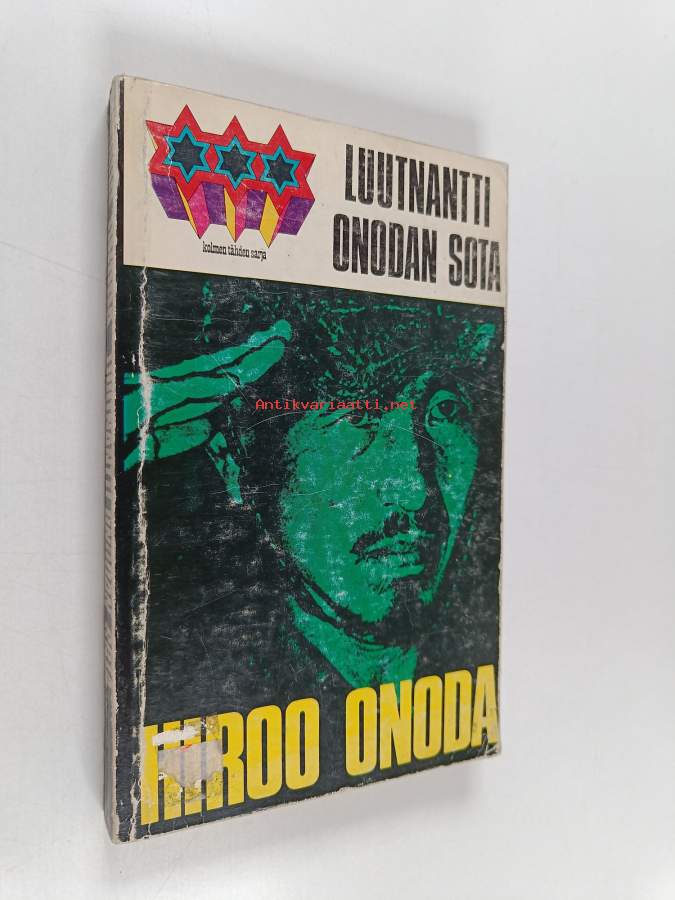 LUUTNANTTI
ONODAN SOTA
kolmen tähden sarja
Antikvariaatti.net
HIROO ONODA